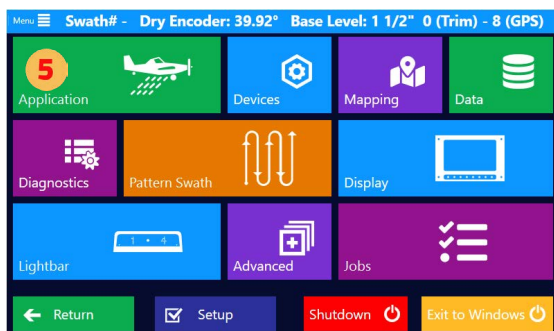 Menu Swath# - Dry Encoder: 39.92° Base Level: 1 1/2" 0 (Trim) - 8 (GPS)
5
Application Devices Mapping Data
Diagnostics Pattern Swath Display
1 • 4
Lightbar Advanced Jobs
Return Setup Shutdown Exit to Windows